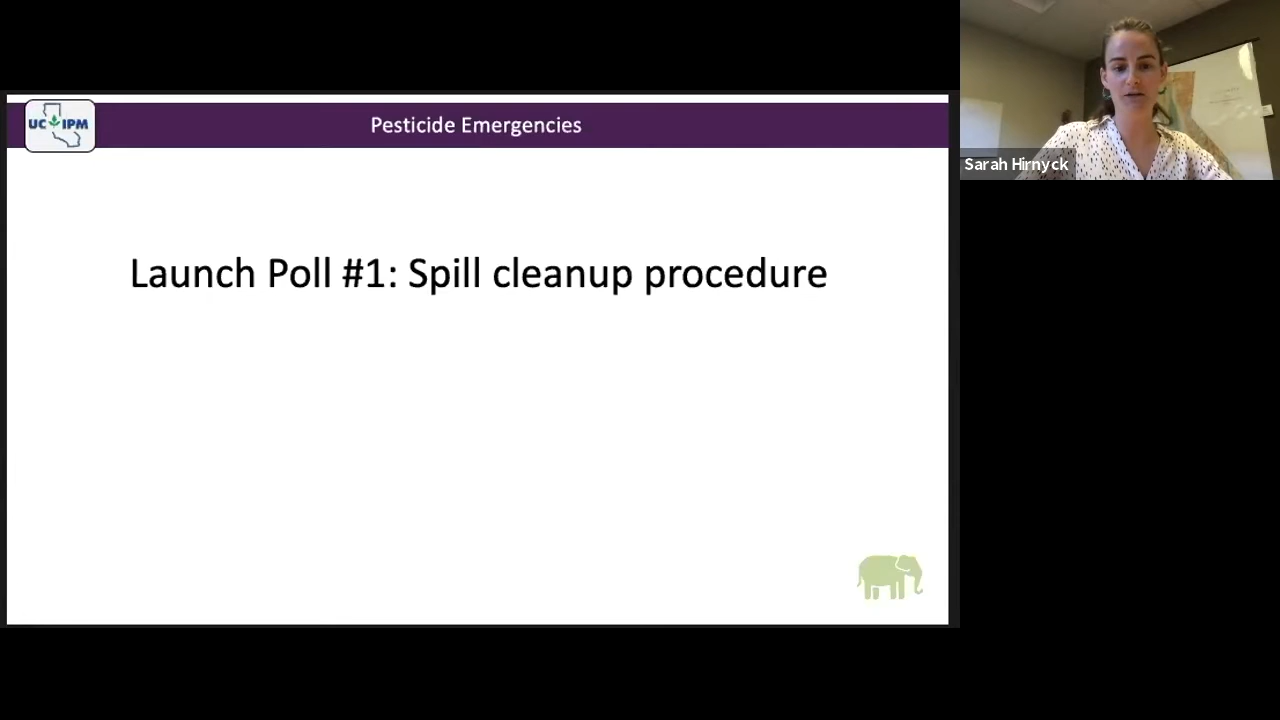 UC IPM
Pesticide Emergencies
Sarah Hirnyck
Launch Poll #1: Spill cleanup procedure